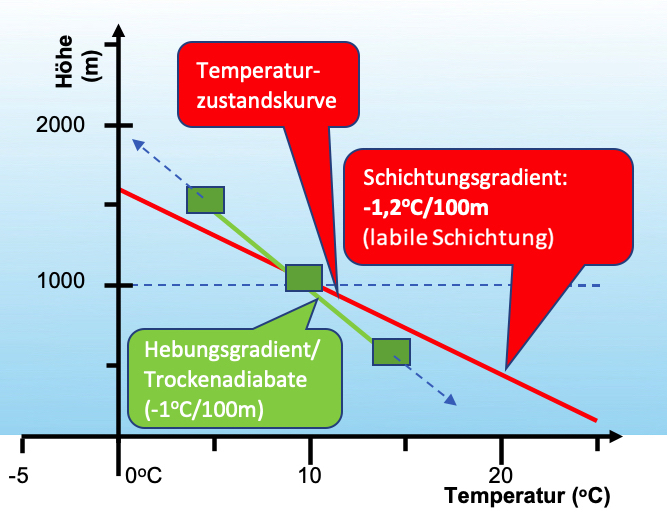 Höhe
(m)
Temperatur-
zustandskurve
2000
Schichtungsgradient:
-1,2°C/100m
(labile Schichtung)
1000
Hebungsgradient/
Trockenadiabate
(-1°C/100m)
-5
0°C
10
20
Temperatur (°C)